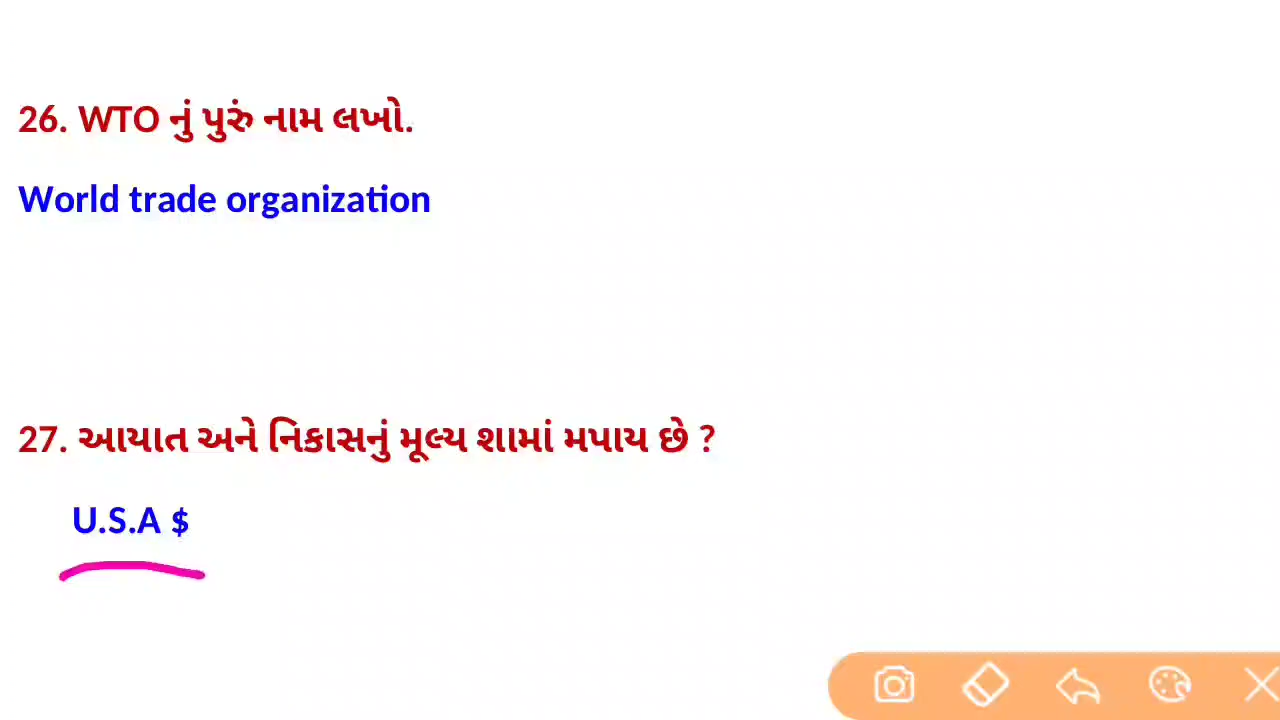 26. WTO નું પુરું નામ લખો.
World trade organization
27. આયાત અને નિકાસનું મૂલ્ય શામાં મપાય છે ?
U.S.A $